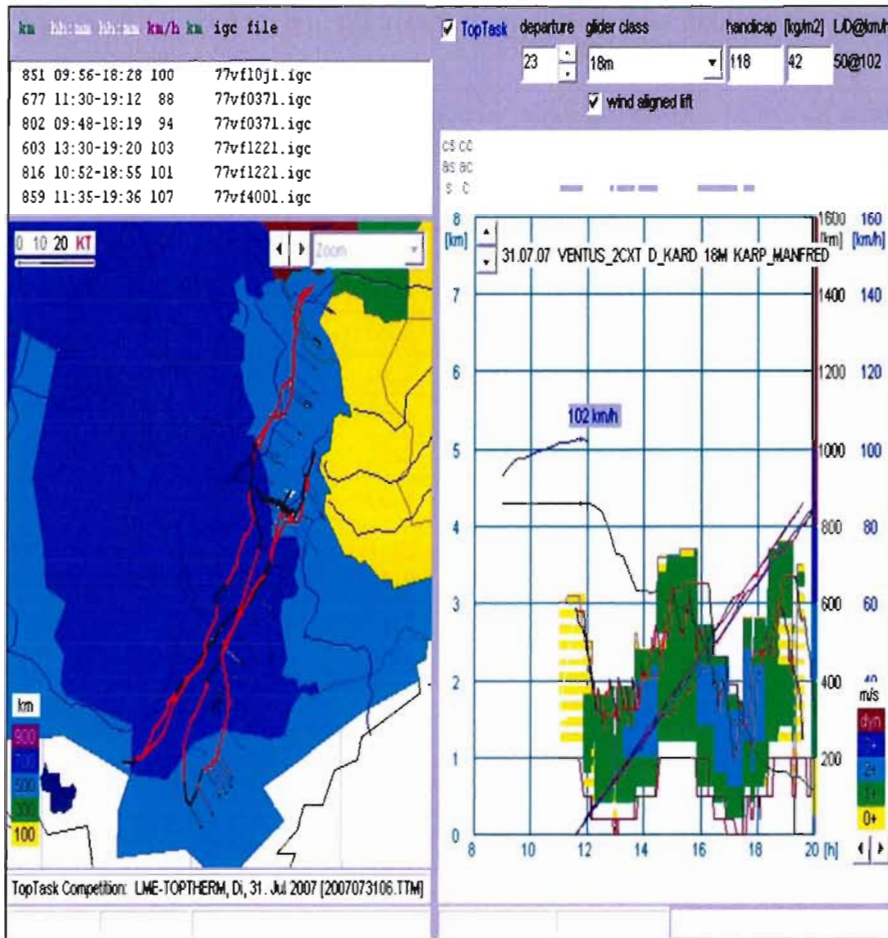 km hh:mm hh:mm km/h km igc file
851 09:56-18:28 100 77vf10j1.igc
677 11:30-19:12 88 77vf0371.igc
802 09:48-18:19 94 77vf0371.igc
603 13:30-19:20 103 77vf1221.igc
816 10:52-18:55 101 77vf1221.igc
859 11:35-19:36 107 77vf4001.igc
0 10 20 KT
Zoom
km
900
700
500
300
100
TopTask Competition: LME-TOPTHERM, Di, 31. Jul 2007 [2007073106.TTM]
TopTask departure glider class handicap [kg/m2] L/D@km/h
23 18m 118 42 50@102
wind aligned lift
cs cc
as ac
s c
8 1600 160
[km] [km] [km/h]
31.07.07 VENTUS_2CXT D_KARD 18M KARP_MANFRED
7 1400 140
6 1200 120
102 km/h
5 1000 100
4 800 80
3 600 60
2 400 40
m/s
dyn
1 200
2+
0+
0
8 10 12 14 16 18 20 [h]